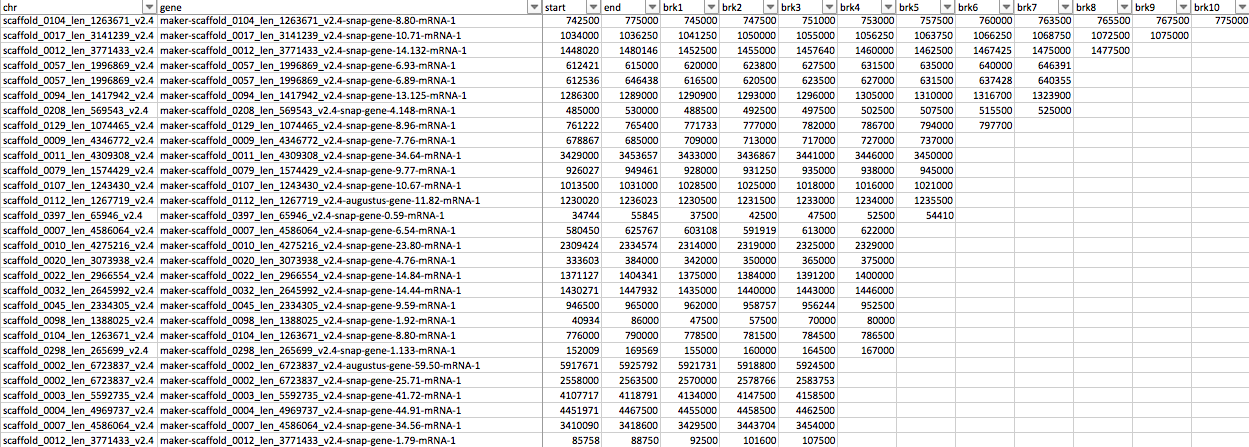 chr gene start end brk1 brk2 brk3 brk4 brk5 brk6 brk7 brk8 brk9 brk10
scaffold_0104_len_1263671_v2.4 maker-scaffold_0104_len_1263671_v2.4-snap-gene-8.80-mRNA-1 742500 775000 745000 747500 751000 753000 757500 760000 763500 765500 767500 775000
scaffold_0017_len_3141239_v2.4 maker-scaffold_0017_len_3141239_v2.4-snap-gene-10.71-mRNA-1 1034000 1036250 1041250 1050000 1055000 1056250 1063750 1066250 1068750 1072500 1075000
scaffold_0012_len_3771433_v2.4 maker-scaffold_0012_len_3771433_v2.4-snap-gene-14.132-mRNA-1 1448020 1480146 1452500 1455000 1457640 1460000 1462500 1467425 1475000 1477500
scaffold_0057_len_1996869_v2.4 maker-scaffold_0057_len_1996869_v2.4-snap-gene-6.93-mRNA-1 612421 615000 620000 623800 627500 631500 635000 640000 646391
scaffold_0057_len_1996869_v2.4 maker-scaffold_0057_len_1996869_v2.4-snap-gene-6.89-mRNA-1 612536 646438 616500 620500 623500 627000 631500 637428 640355
scaffold_0094_len_1417942_v2.4 maker-scaffold_0094_len_1417942_v2.4-snap-gene-13.125-mRNA-1 1286300 1289000 1290900 1293000 1296000 1305000 1310000 1316700 1323900
scaffold_0208_len_569543_v2.4 maker-scaffold_0208_len_569543_v2.4-snap-gene-4.148-mRNA-1 485000 530000 488500 492500 497500 502500 507500 515500 525000
scaffold_0129_len_1074465_v2.4 maker-scaffold_0129_len_1074465_v2.4-snap-gene-8.96-mRNA-1 761222 765400 771733 777000 782000 786700 794000 797700
scaffold_0009_len_4346772_v2.4 maker-scaffold_0009_len_4346772_v2.4-snap-gene-7.76-mRNA-1 678867 685000 709000 713000 717000 727000 737000
scaffold_0011_len_4309308_v2.4 maker-scaffold_0011_len_4309308_v2.4-snap-gene-34.64-mRNA-1 3429000 3453657 3433000 3436867 3441000 3446000 3450000
scaffold_0079_len_1574429_v2.4 maker-scaffold_0079_len_1574429_v2.4-snap-gene-9.77-mRNA-1 926027 949461 928000 931250 935000 938000 945000
scaffold_0107_len_1243430_v2.4 maker-scaffold_0107_len_1243430_v2.4-snap-gene-10.67-mRNA-1 1013500 1031000 1028500 1025000 1018000 1016000 1021000
scaffold_0112_len_1267719_v2.4 maker-scaffold_0112_len_1267719_v2.4-augustus-gene-11.82-mRNA-1 1230020 1236023 1230500 1231500 1233000 1234000 1235500
scaffold_0397_len_65946_v2.4 maker-scaffold_0397_len_65946_v2.4-snap-gene-0.59-mRNA-1 34744 55845 37500 42500 47500 52500 54410
scaffold_0007_len_4586064_v2.4 maker-scaffold_0007_len_4586064_v2.4-snap-gene-6.54-mRNA-1 580450 625767 603108 591919 613000 622000
scaffold_0010_len_4275216_v2.4 maker-scaffold_0010_len_4275216_v2.4-snap-gene-23.80-mRNA-1 2309424 2334574 2314000 2319000 2325000 2329000
scaffold_0020_len_3073938_v2.4 maker-scaffold_0020_len_3073938_v2.4-snap-gene-4.76-mRNA-1 333603 384000 342000 350000 365000 375000
scaffold_0022_len_2966554_v2.4 maker-scaffold_0022_len_2966554_v2.4-snap-gene-14.84-mRNA-1 1371127 1404341 1375000 1384000 1391200 1400000
scaffold_0032_len_2645992_v2.4 maker-scaffold_0032_len_2645992_v2.4-snap-gene-14.44-mRNA-1 1430271 1447932 1435000 1440000 1443000 1446000
scaffold_0045_len_2334305_v2.4 maker-scaffold_0045_len_2334305_v2.4-snap-gene-9.59-mRNA-1 946500 965000 962000 958757 956244 952500
scaffold_0098_len_1388025_v2.4 maker-scaffold_0098_len_1388025_v2.4-snap-gene-1.92-mRNA-1 40934 86000 47500 57500 70000 80000
scaffold_0104_len_1263671_v2.4 maker-scaffold_0104_len_1263671_v2.4-snap-gene-8.80-mRNA-1 776000 790000 778500 781500 784500 786500
scaffold_0298_len_265699_v2.4 maker-scaffold_0298_len_265699_v2.4-snap-gene-1.133-mRNA-1 152009 169569 155000 160000 164500 167000
scaffold_0002_len_6723837_v2.4 maker-scaffold_0002_len_6723837_v2.4-augustus-gene-59.50-mRNA-1 5917671 5925792 5921731 5918800 5924500
scaffold_0002_len_6723837_v2.4 maker-scaffold_0002_len_6723837_v2.4-snap-gene-25.71-mRNA-1 2558000 2563500 2570000 2578766 2583753
scaffold_0003_len_5592735_v2.4 maker-scaffold_0003_len_5592735_v2.4-snap-gene-41.72-mRNA-1 4107717 4118791 4134000 4147500 4158500
scaffold_0004_len_4969737_v2.4 maker-scaffold_0004_len_4969737_v2.4-snap-gene-44.91-mRNA-1 4451971 4467500 4455000 4458500 4462500
scaffold_0007_len_4586064_v2.4 maker-scaffold_0007_len_4586064_v2.4-snap-gene-34.56-mRNA-1 3410090 3418600 3429500 3443704 3454000
scaffold_0012_len_3771433_v2.4 maker-scaffold_0012_len_3771433_v2.4-snap-gene-1.79-mRNA-1 85758 88750 92500 101600 107500